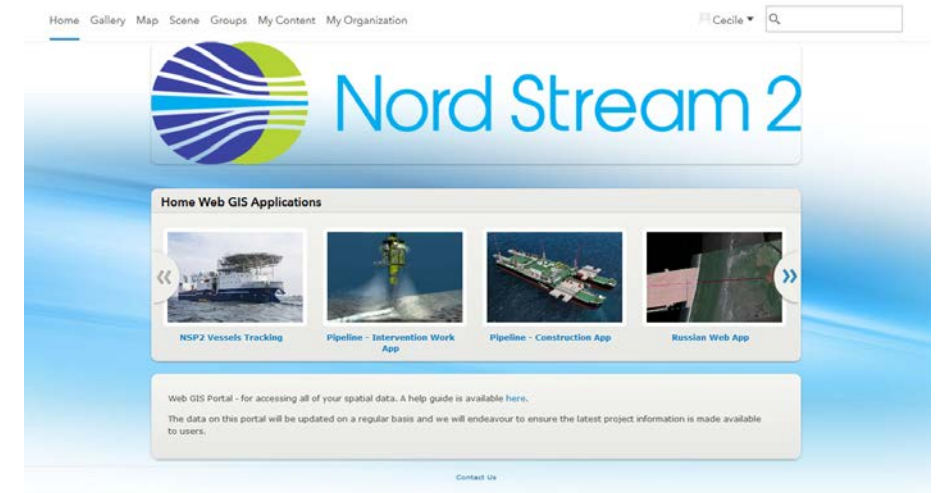 Home Gallery Map Scene Groups My Content My Organization Cecile
Nord Stream 2
Home Web GIS Applications
NSP2 Vessels Tracking
Pipeline - Intervention Work
App
Pipeline - Construction App
Russian Web App
Web GIS Portal - for accessing all of your spatial data. A help guide is available here.
The data on this portal will be updated on a regular basis and we will endeavour to ensure the latest project information is made available
to users.
Contact Us